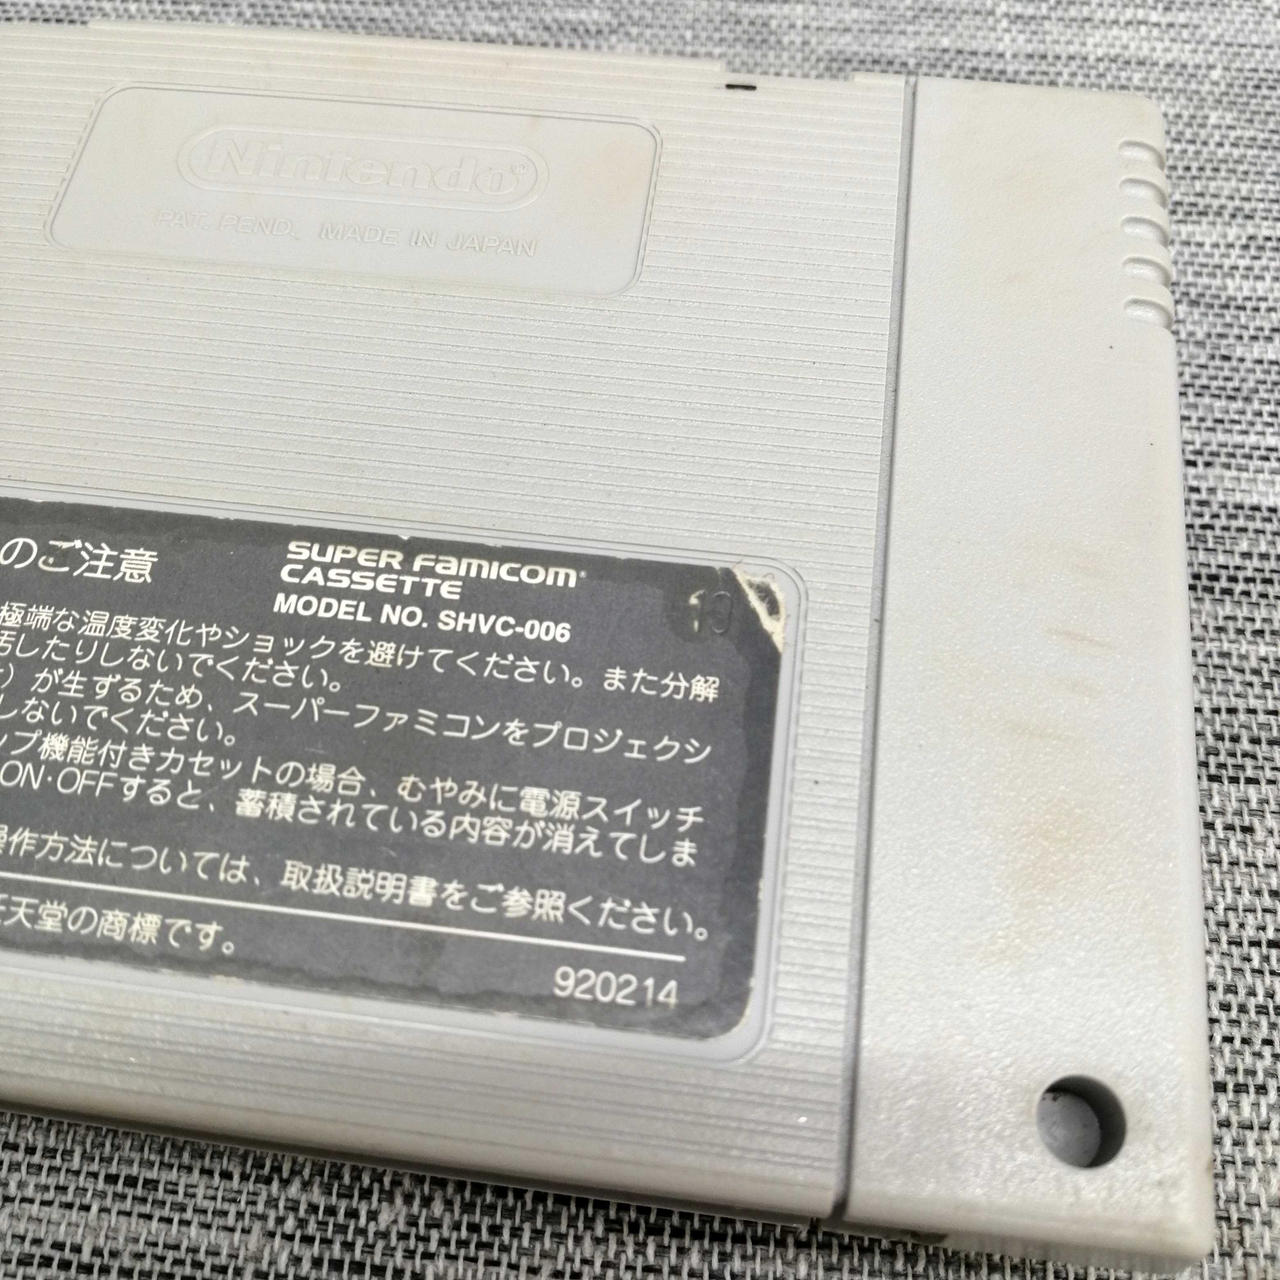 Nintendo
PAT. PEND. MADE IN JAPAN
のご注意
SUPER FAMICOM
CASSETTE
MODEL NO. SHVC-006
極端な温度変化やショックを避けてください。また分解
汚したりしないでください。
が生ずるため、スーパーファミコンをプロジェクシ
しないでください。
ップ機能付きカセットの場合、むやみに電源スイッチ
ON·OFFすると、蓄積されている内容が消えてしま
操作方法については、取扱説明書をご参照ください。
天堂の商標です。
920214